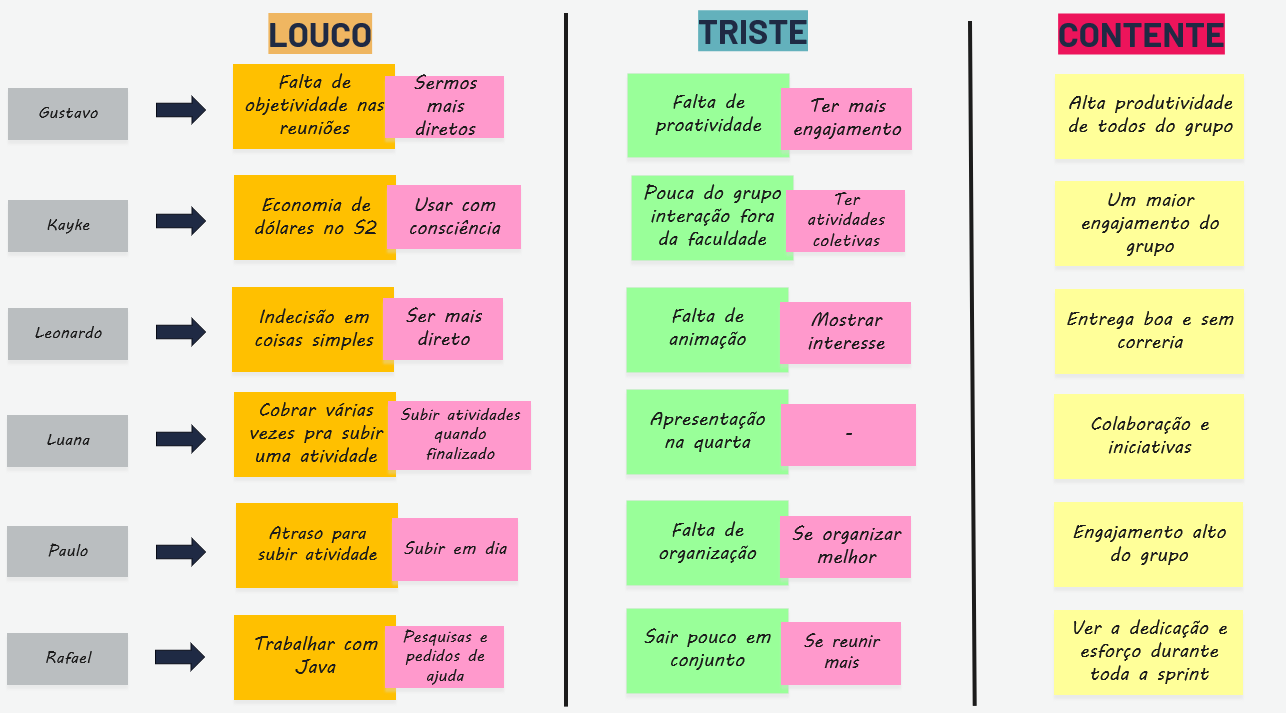 LOUCO
TRISTE
CONTENTE
Gustavo
Falta de
objetividade nas
reuniões
Sermos
mais
diretos
Falta de
proatividade
Ter mais
engajamento
Alta produtividade
de todos do grupo
Kayke
Economia de
dólares no S2
Usar com
consciência
Pouca do grupo
interação fora
da faculdade
Ter
atividades
coletivas
Um maior
engajamento do
grupo
Leonardo
Indecisão em
coisas simples
Ser mais
direto
Falta de
animação
Mostrar
interesse
Entrega boa e sem
correria
Luana
Cobrar várias
vezes pra subir
uma atividade
Subir atividades
quando
finalizado
Apresentação
na quarta
-
Colaboração e
iniciativas
Paulo
Atraso para
subir atividade
Subir em dia
Falta de
organização
Se organizar
melhor
Engajamento alto
do grupo
Rafael
Trabalhar com
Java
Pesquisas e
pedidos de
ajuda
Sair pouco em
conjunto
Se reunir
mais
Ver a dedicação e
esforço durante
toda a sprint